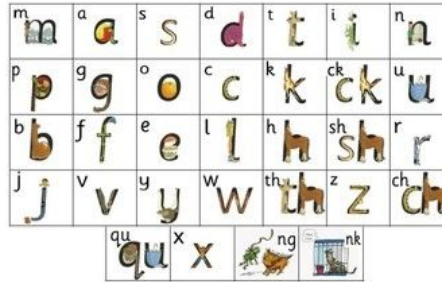 m a s d t i n
p g o c k ck u
b f e l h sh r
j v y w th z ch
qu x ng nk